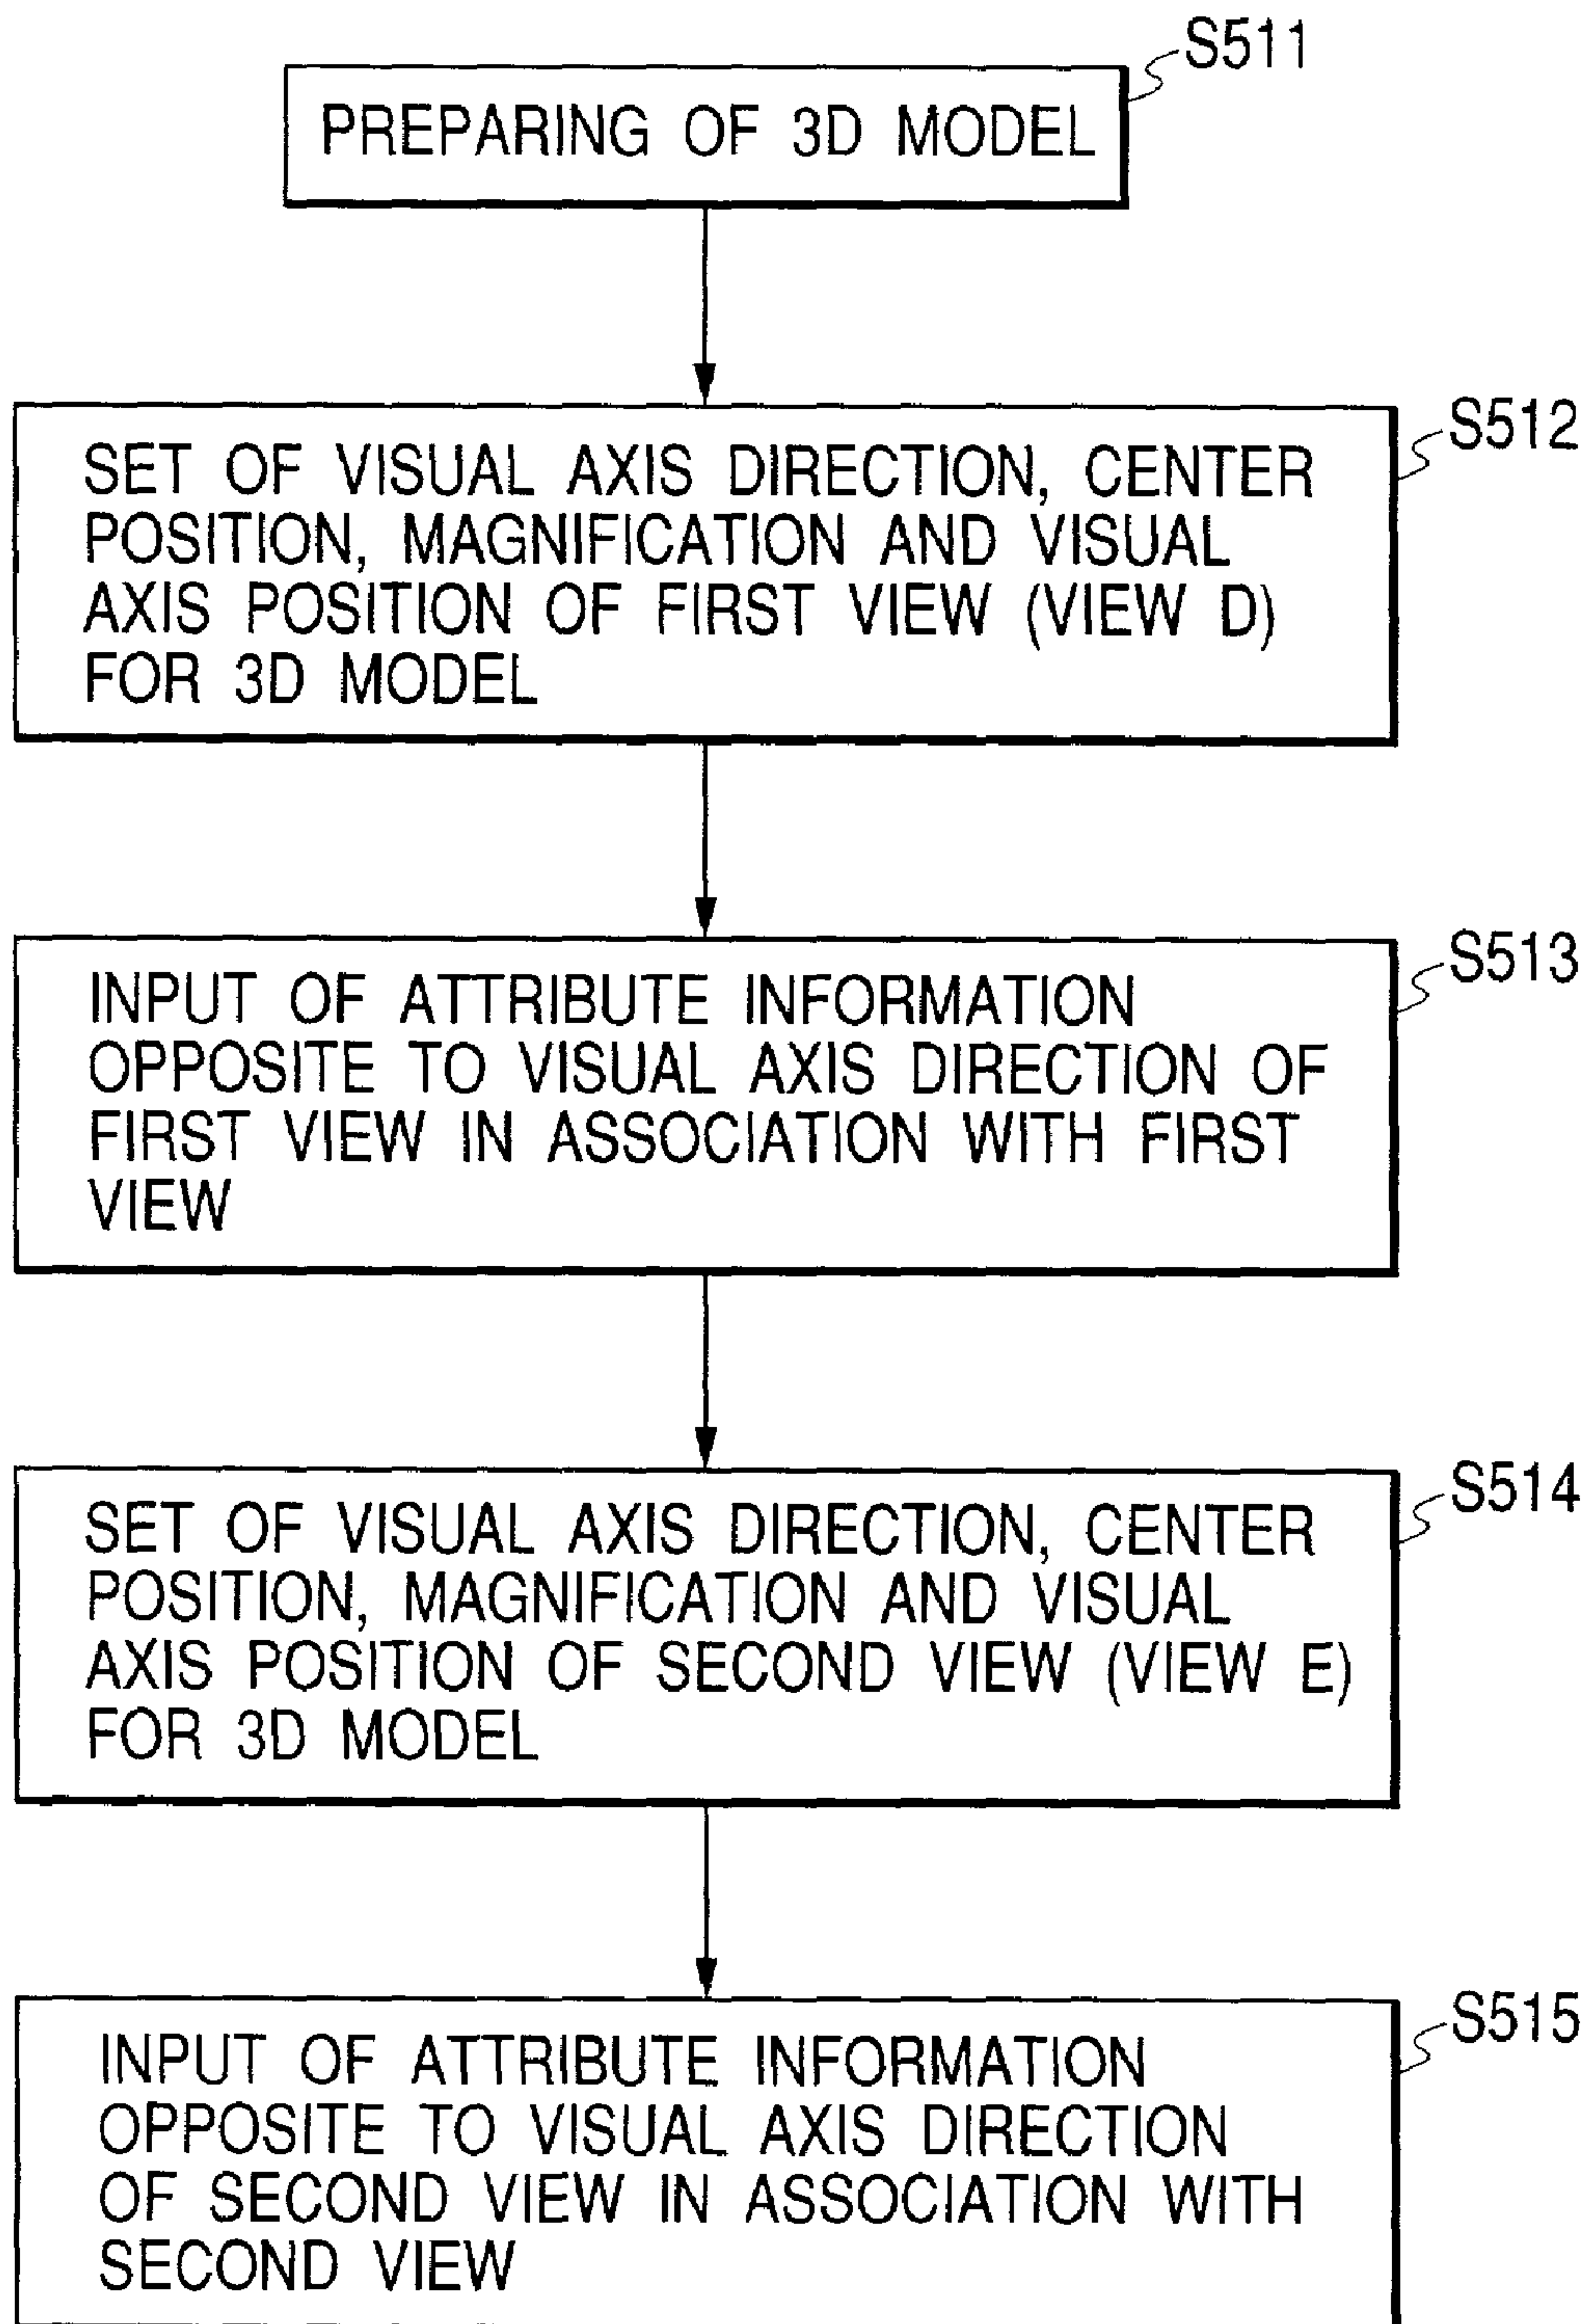 S511
PREPARING OF 3D MODEL
S512
SET OF VISUAL AXIS DIRECTION, CENTER
POSITION, MAGNIFICATION AND VISUAL
AXIS POSITION OF FIRST VIEW (VIEW D)
FOR 3D MODEL
S513
INPUT OF ATTRIBUTE INFORMATION
OPPOSITE TO VISUAL AXIS DIRECTION OF
FIRST VIEW IN ASSOCIATION WITH FIRST
VIEW
S514
SET OF VISUAL AXIS DIRECTION, CENTER
POSITION, MAGNIFICATION AND VISUAL
AXIS POSITION OF SECOND VIEW (VIEW E)
FOR 3D MODEL
S515
INPUT OF ATTRIBUTE INFORMATION
OPPOSITE TO VISUAL AXIS DIRECTION
OF SECOND VIEW IN ASSOCIATION WITH
SECOND VIEW